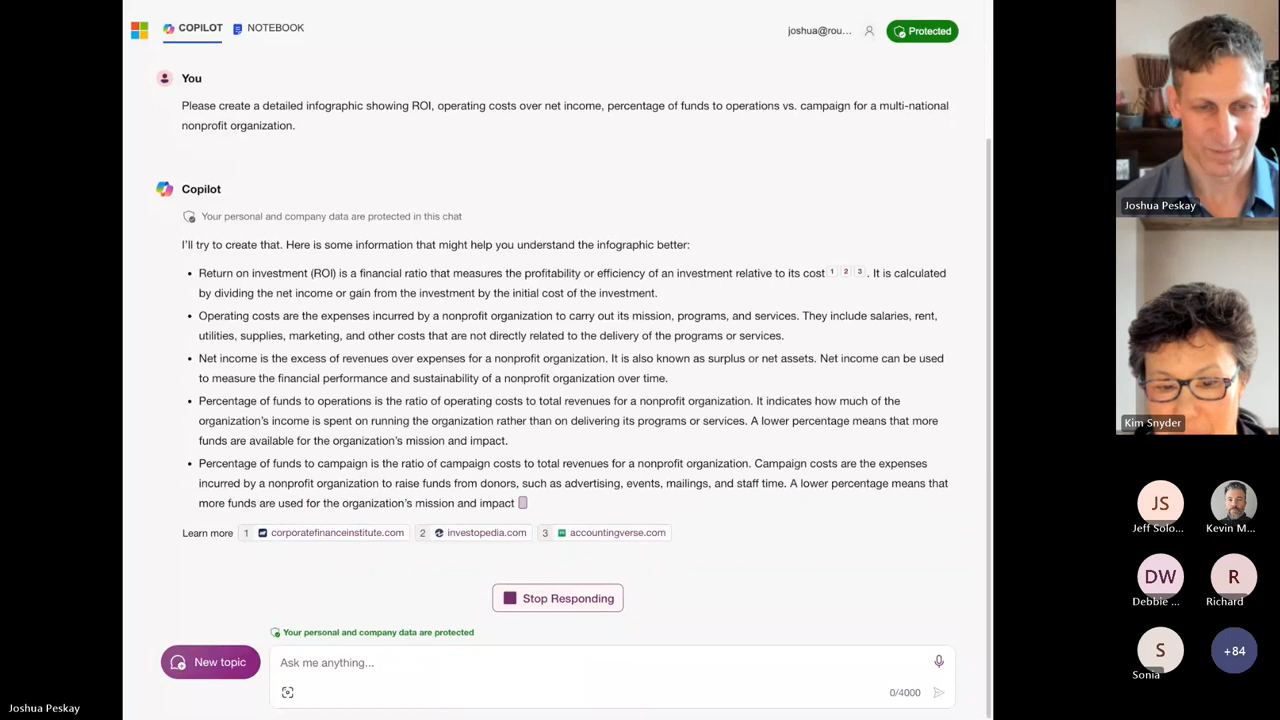 COPILOT
NOTEBOOK
joshua@rou...
Protected
You
Please create a detailed infographic showing ROI, operating costs over net income, percentage of funds to operations vs. campaign for a multi-national
nonprofit organization.
Copilot
Your personal and company data are protected in this chat
I'll try to create that. Here is some information that might help you understand the infographic better:
• Return on investment (ROI) is a financial ratio that measures the profitability or efficiency of an investment relative to its cost 1 2 3 . It is calculated
by dividing the net income or gain from the investment by the initial cost of the investment.
• Operating costs are the expenses incurred by a nonprofit organization to carry out its mission, programs, and services. They include salaries, rent,
utilities, supplies, marketing, and other costs that are not directly related to the delivery of the programs or services.
• Net income is the excess of revenues over expenses for a nonprofit organization. It is also known as surplus or net assets. Net income can be used
to measure the financial performance and sustainability of a nonprofit organization over time.
• Percentage of funds to operations is the ratio of operating costs to total revenues for a nonprofit organization. It indicates how much of the
organization's income is spent on running the organization rather than on delivering its programs or services. A lower percentage means that more
funds are available for the organization's mission and impact.
• Percentage of funds to campaign is the ratio of campaign costs to total revenues for a nonprofit organization. Campaign costs are the expenses
incurred by a nonprofit organization to raise funds from donors, such as advertising, events, mailings, and staff time. A lower percentage means that
more funds are used for the organization's mission and impact
Learn more 1 corporatefinanceinstitute.com 2 investopedia.com 3 accountingverse.com
Stop Responding
Your personal and company data are protected
New topic
Ask me anything...
0/4000
Joshua Peskay
Joshua Peskay
Kim Snyder
JS
Jeff Solo...
Kevin M...
DW
Debbie ...
R
Richard
S
Sonia
+84